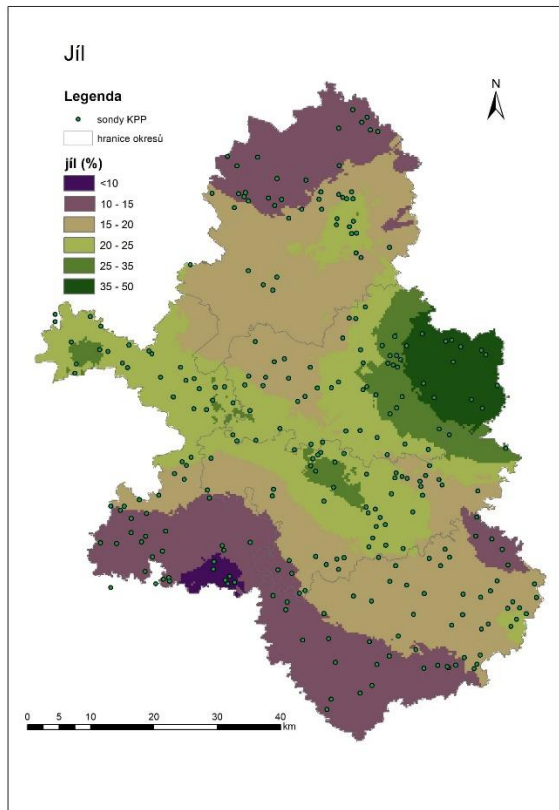 Jíl
Legenda
N
sondy KPP
hranice okresů
jíl (%)
<10
10 - 15
15 - 20
20 - 25
25 - 35
35 - 50
0 5 10 20 30 40
km